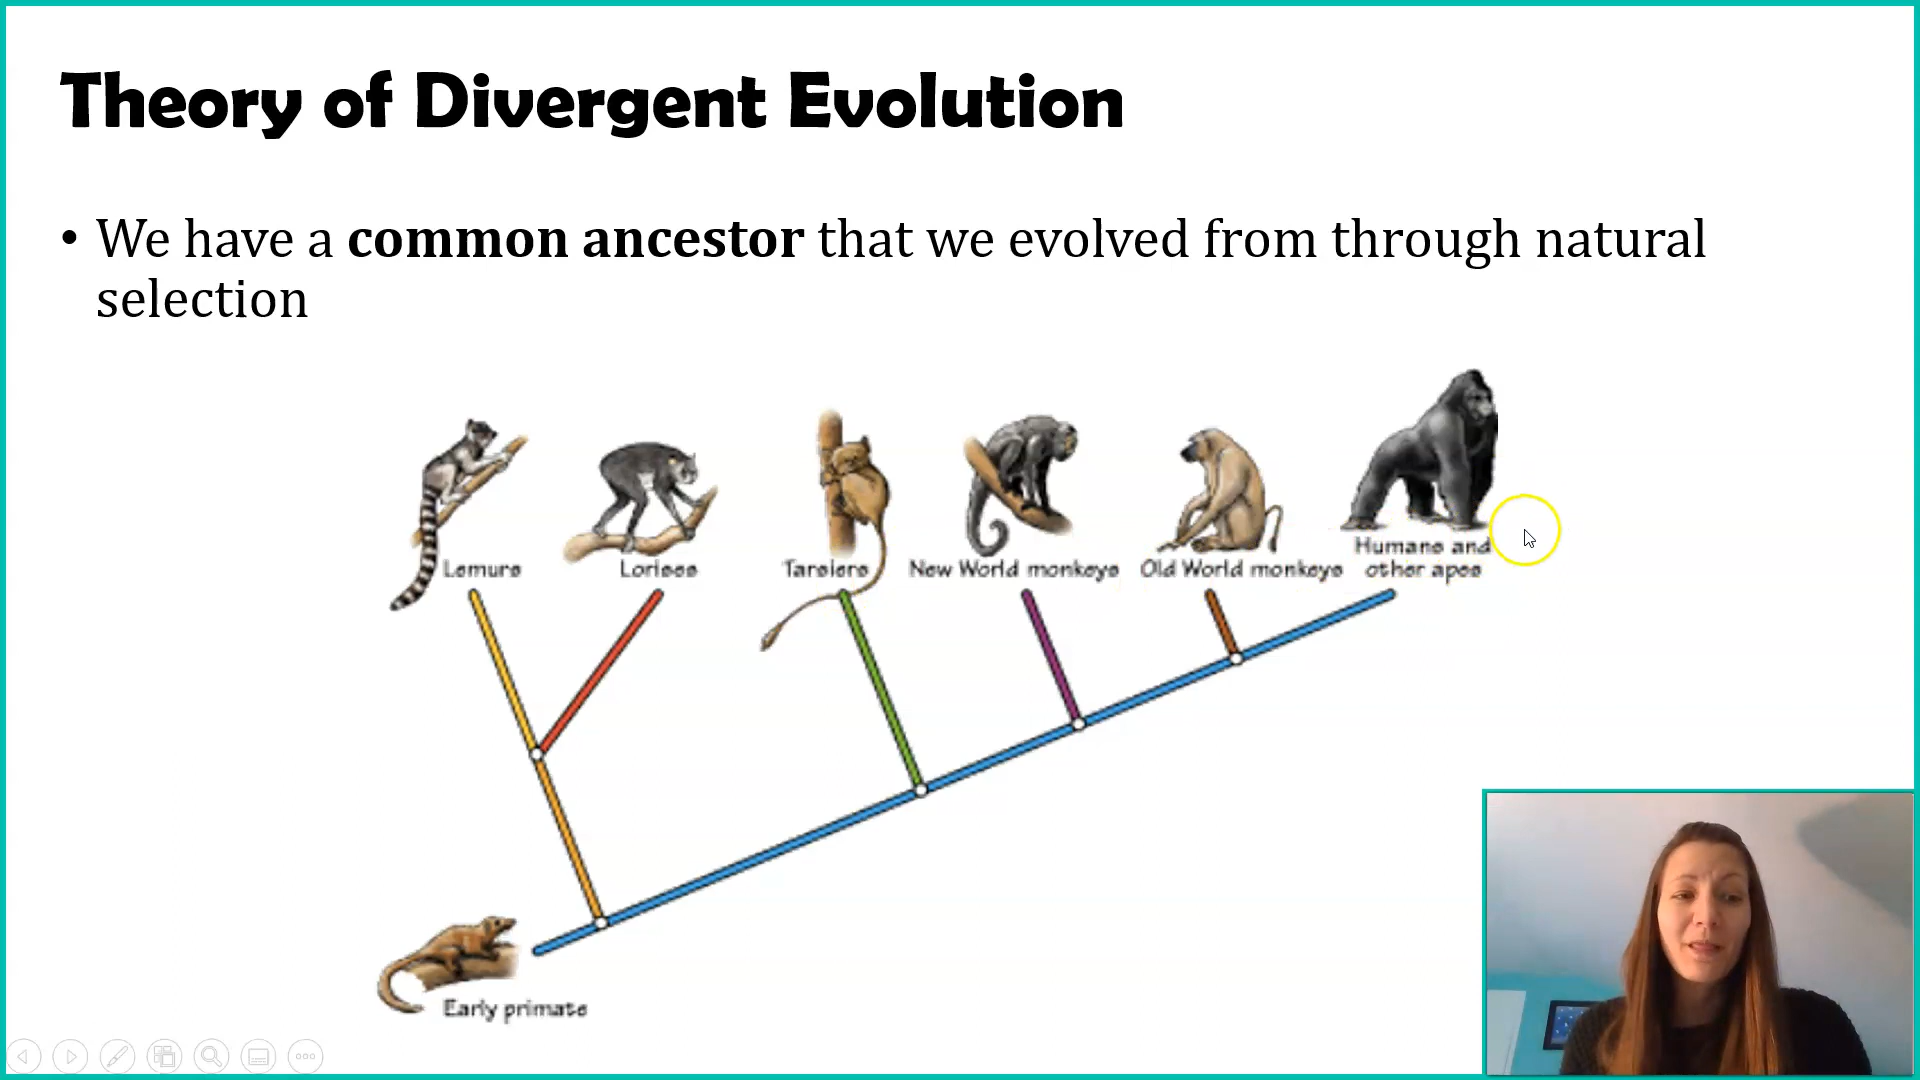 Theory of Divergent Evolution
• We have a common ancestor that we evolved from through natural
selection
Lemurs
Lorises
Tarsiers
New World monkeys
Old World monkeys
Humans and
other apes
Early primate